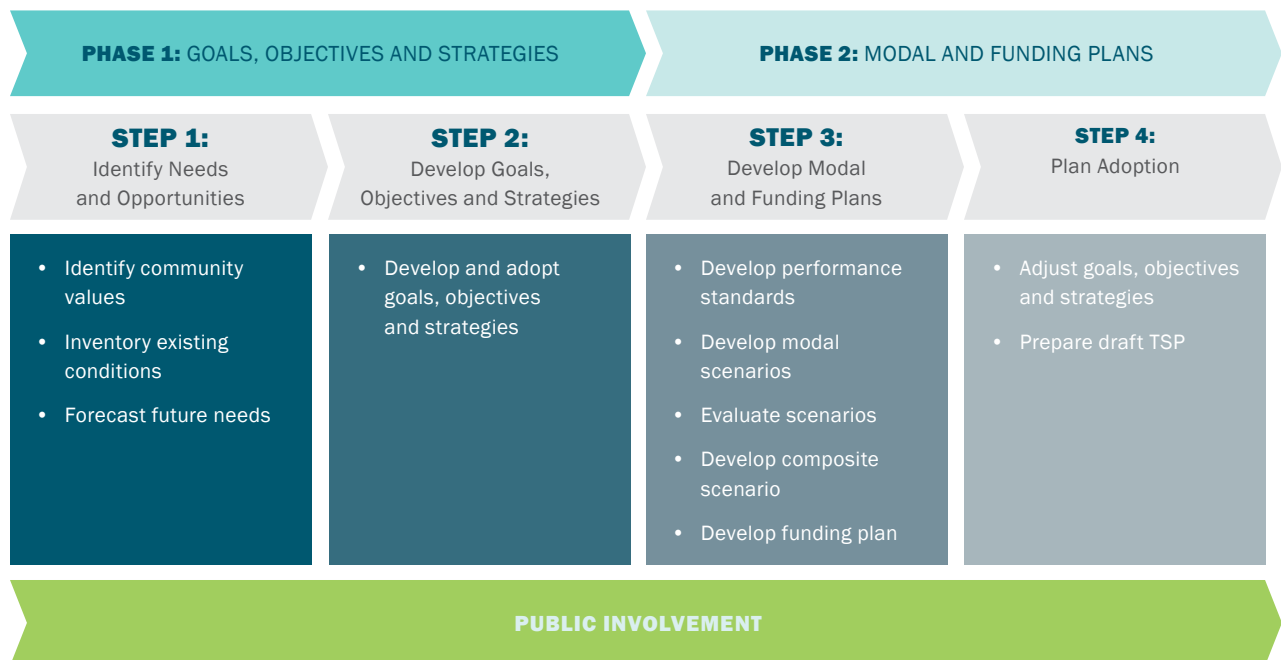 PHASE 1: GOALS, OBJECTIVES AND STRATEGIES
PHASE 2: MODAL AND FUNDING PLANS
STEP 1:
Identify Needs
and Opportunities
STEP 2:
Develop Goals,
Objectives and Strategies
STEP 3:
Develop Modal
and Funding Plans
STEP 4:
Plan Adoption
• Identify community
values
• Inventory existing
conditions
• Forecast future needs
• Develop and adopt
goals, objectives
and strategies
• Develop performance
standards
• Develop modal
scenarios
• Evaluate scenarios
• Develop composite
scenario
• Develop funding plan
• Adjust goals, objectives
and strategies
• Prepare draft TSP
PUBLIC INVOLVEMENT